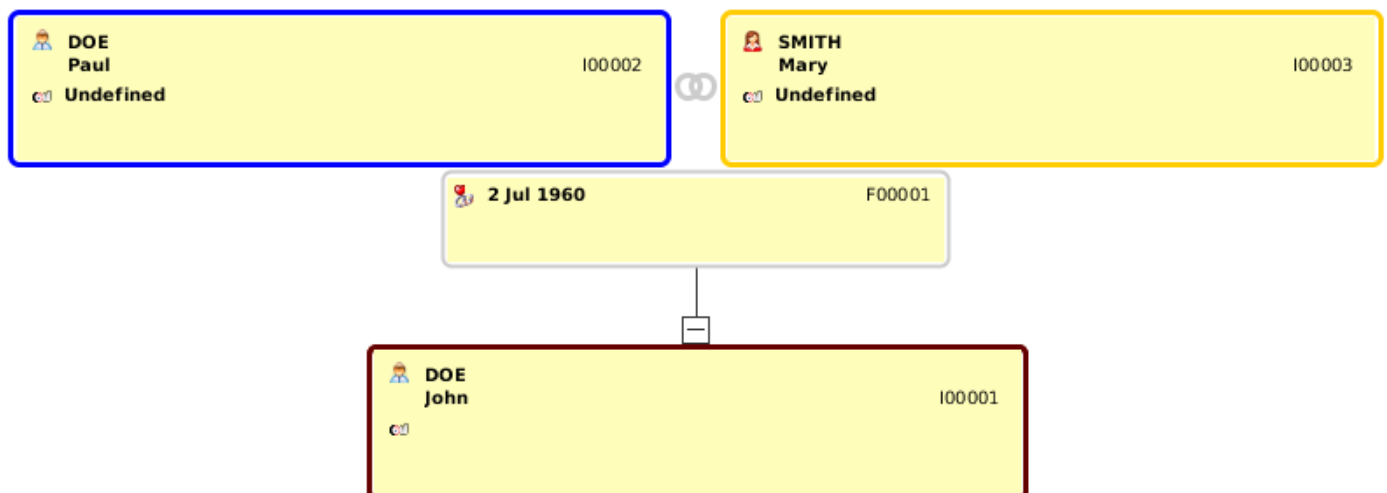 DOE
Paul I00002
Undefined
SMITH
Mary I00003
Undefined
2 Jul 1960 F00001
DOE
John I00001